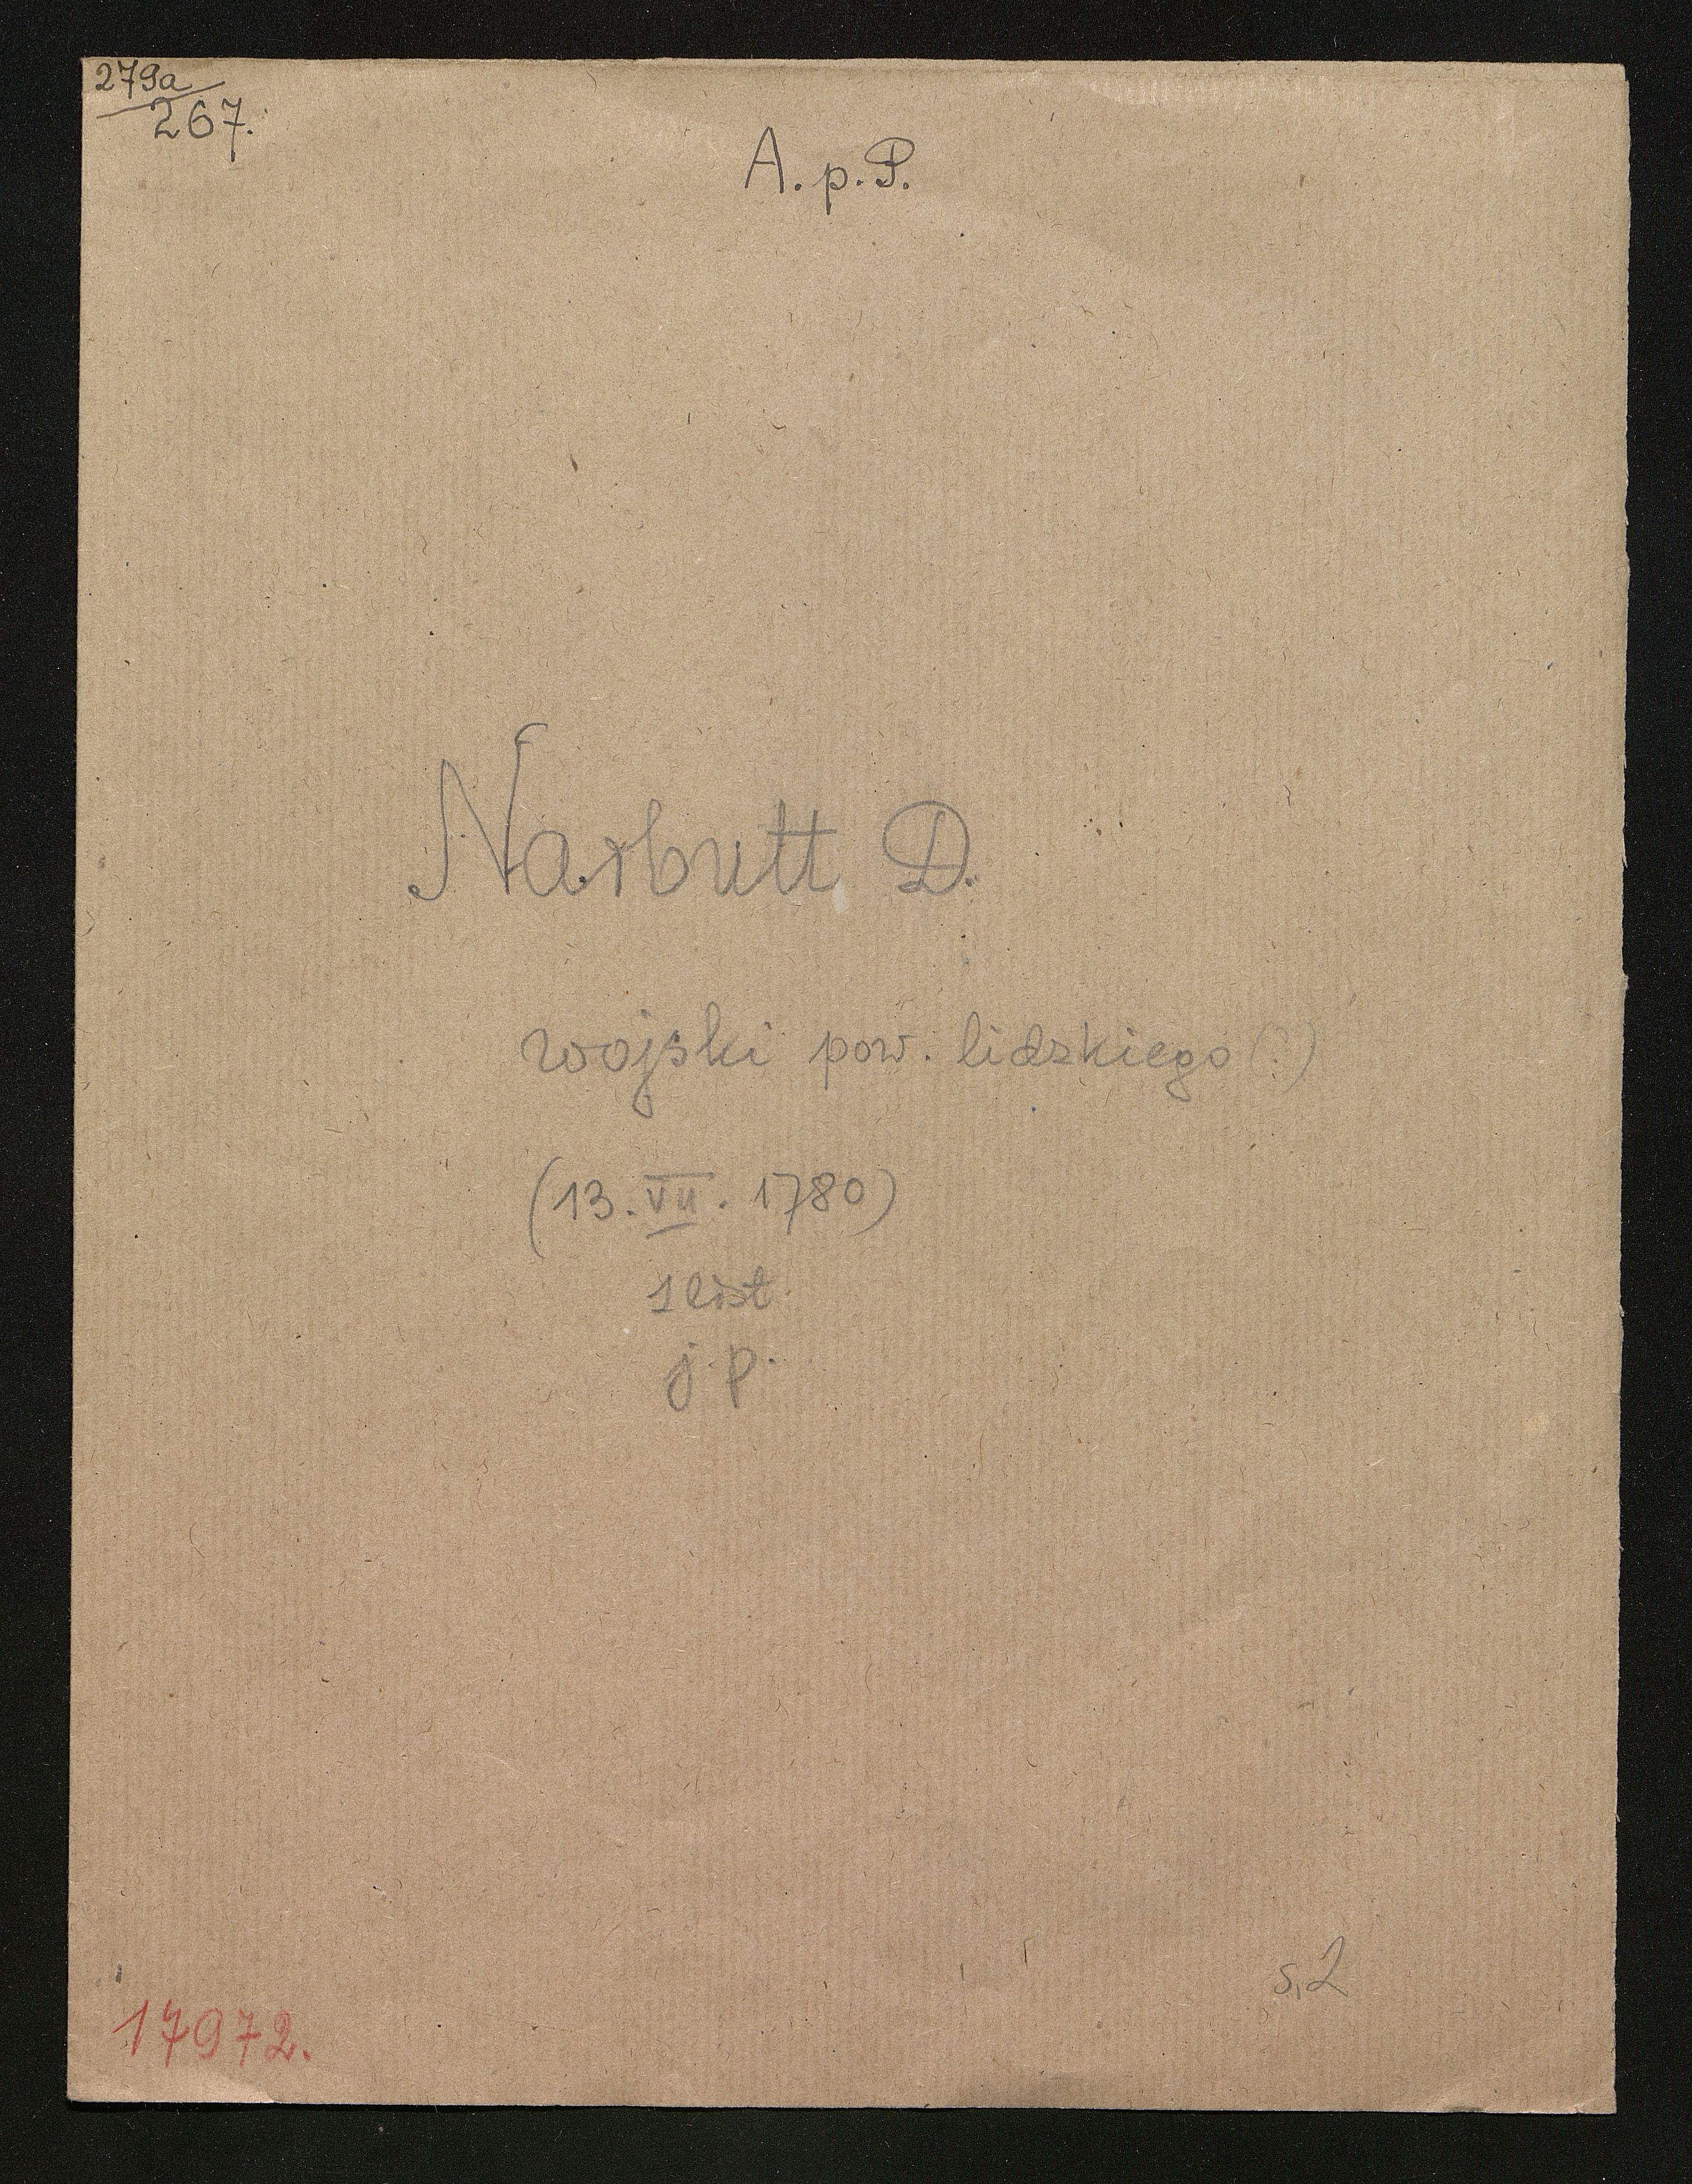 279a
267.
A. p. P.
Narbutt D.
wojski pow. lidzkiego (?)
(13. VII. 1780)
1 list.
j. p.
s. 2
17972.